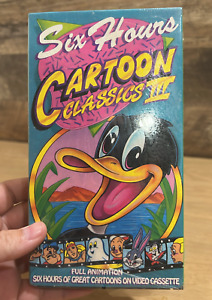 Six Hours
CARTOON
CLASSICS III
FULL ANIMATION
SIX HOURS OF GREAT CARTOONS ON VIDEO CASSETTE